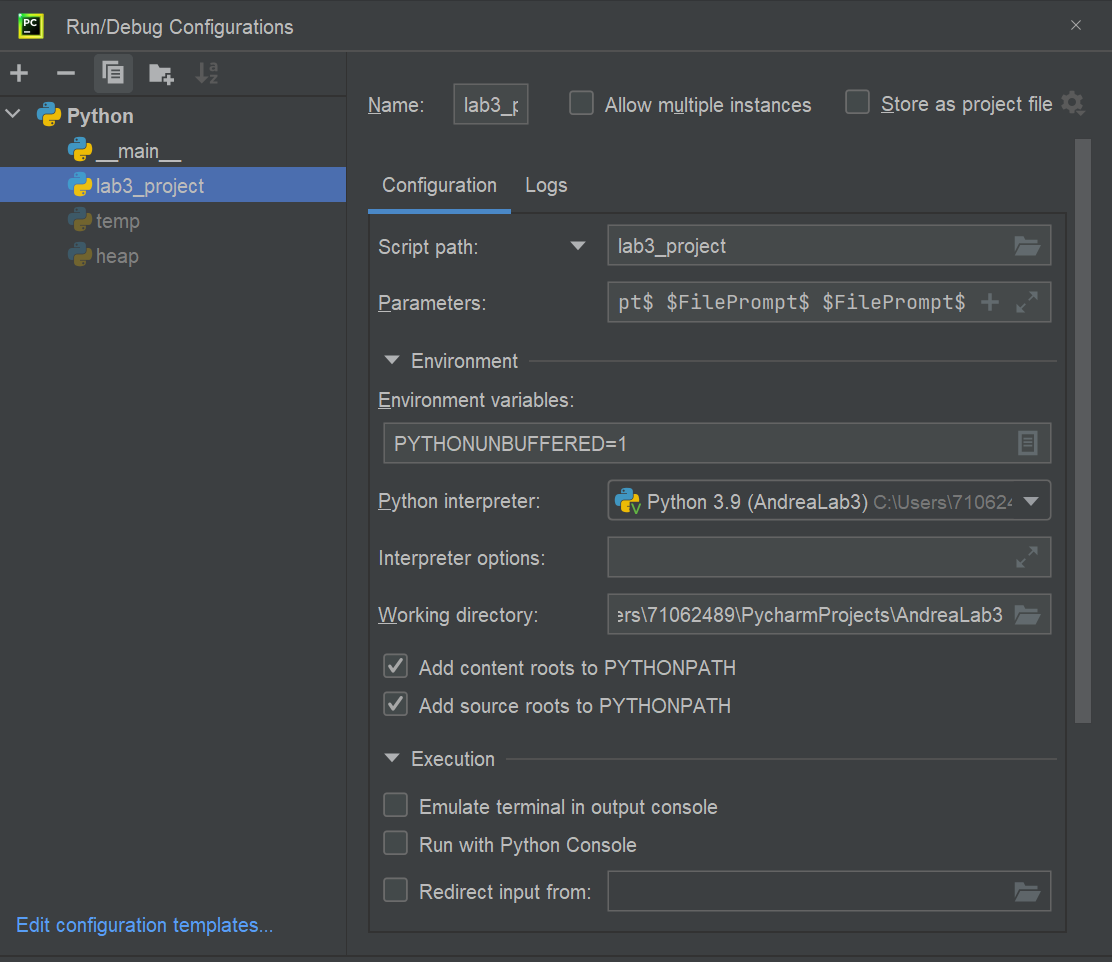 PC
Run/Debug Configurations
Python
__main__
lab3_project
temp
heap
Edit configuration templates...
Name:
lab3_p
Allow multiple instances
Store as project file
Configuration
Logs
Script path:
lab3_project
Parameters:
pt$ $FilePrompt$ $FilePrompt$
Environment
Environment variables:
PYTHONUNBUFFERED=1
Python interpreter:
Python 3.9 (AndreaLab3) C:\Users\71062
Interpreter options:
Working directory:
ers\71062489\PycharmProjects\AndreaLab3
Add content roots to PYTHONPATH
Add source roots to PYTHONPATH
Execution
Emulate terminal in output console
Run with Python Console
Redirect input from: